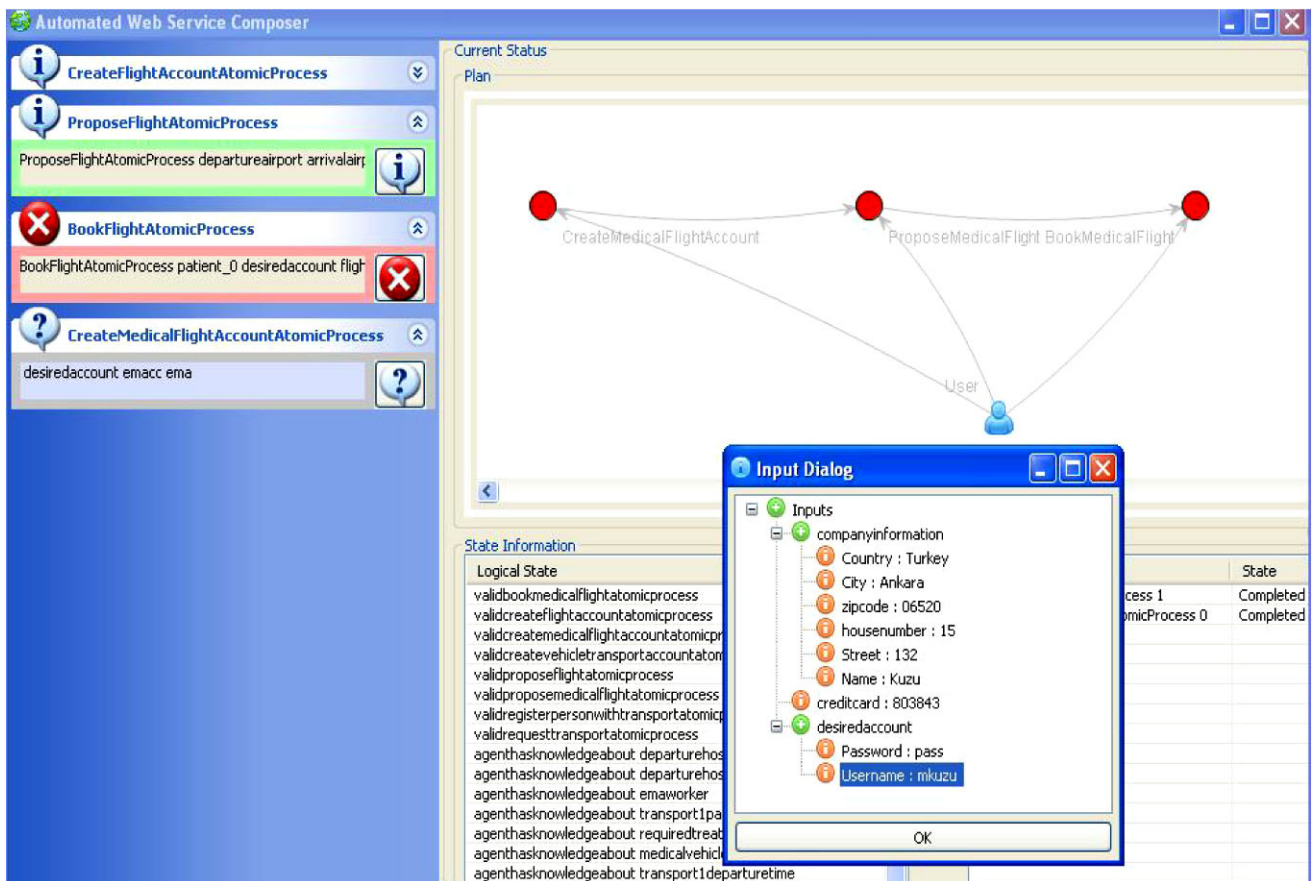 Automated Web Service Composer
CreateFlightAccountAtomicProcess
ProposeFlightAtomicProcess
ProposeFlightAtomicProcess departureairport arrivalairp
BookFlightAtomicProcess
BookFlightAtomicProcess patient_0 desiredaccount fligh
CreateMedicalFlightAccountAtomicProcess
desiredaccount emacc ema
Current Status
Plan
CreateMedicalFlightAccount
ProposeMedicalFlight BookMedicalFlight
User
State Information
Logical State
validbookmedicalflightatomicprocess
validcreateflightaccountatomicprocess
validcreatemedicalflightaccountatomicpr
validcreatevehicletransportaccountatom
validproposeflightatomicprocess
validproposemedicalflightatomicprocess
validregisterpersonwithtransportatomicp
validrequesttransportatomicprocess
agenthasknowledgeabout departurehos
agenthasknowledgeabout departurehos
agenthasknowledgeabout emaworker
agenthasknowledgeabout transport1pa
agenthasknowledgeabout requiredtreat
agenthasknowledgeabout medicalvehicl
agenthasknowledgeabout transport1departuretime
State
cess 1 Completed
omicProcess 0 Completed
Input Dialog
Inputs
companyinformation
Country : Turkey
City : Ankara
zipcode : 06520
housenumber : 15
Street : 132
Name : Kuzu
creditcard : 803843
desiredaccount
Password : pass
Username : mkuzu
OK